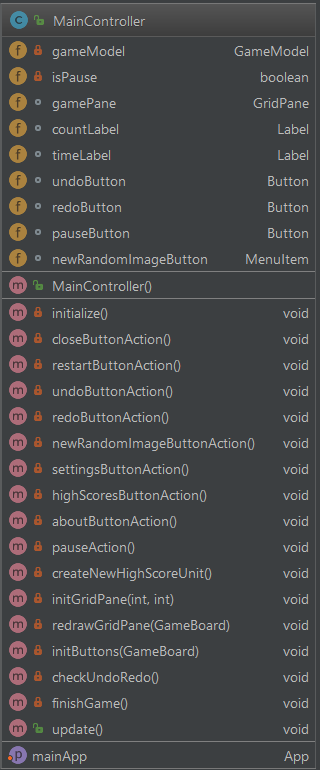 C MainController
f gameModel GameModel
f isPause boolean
f gamePane GridPane
f countLabel Label
f timeLabel Label
f undoButton Button
f redoButton Button
f pauseButton Button
f newRandomImageButton MenuItem
m MainController()
m initialize() void
m closeButtonAction() void
m restartButtonAction() void
m undoButtonAction() void
m redoButtonAction() void
m newRandomImageButtonAction() void
m settingsButtonAction() void
m highScoresButtonAction() void
m aboutButtonAction() void
m pauseAction() void
m createNewHighScoreUnit() void
m initGridPane(int, int) void
m redrawGridPane(GameBoard) void
m initButtons(GameBoard) void
m checkUndoRedo() void
m finishGame() void
m update() void
p mainApp App